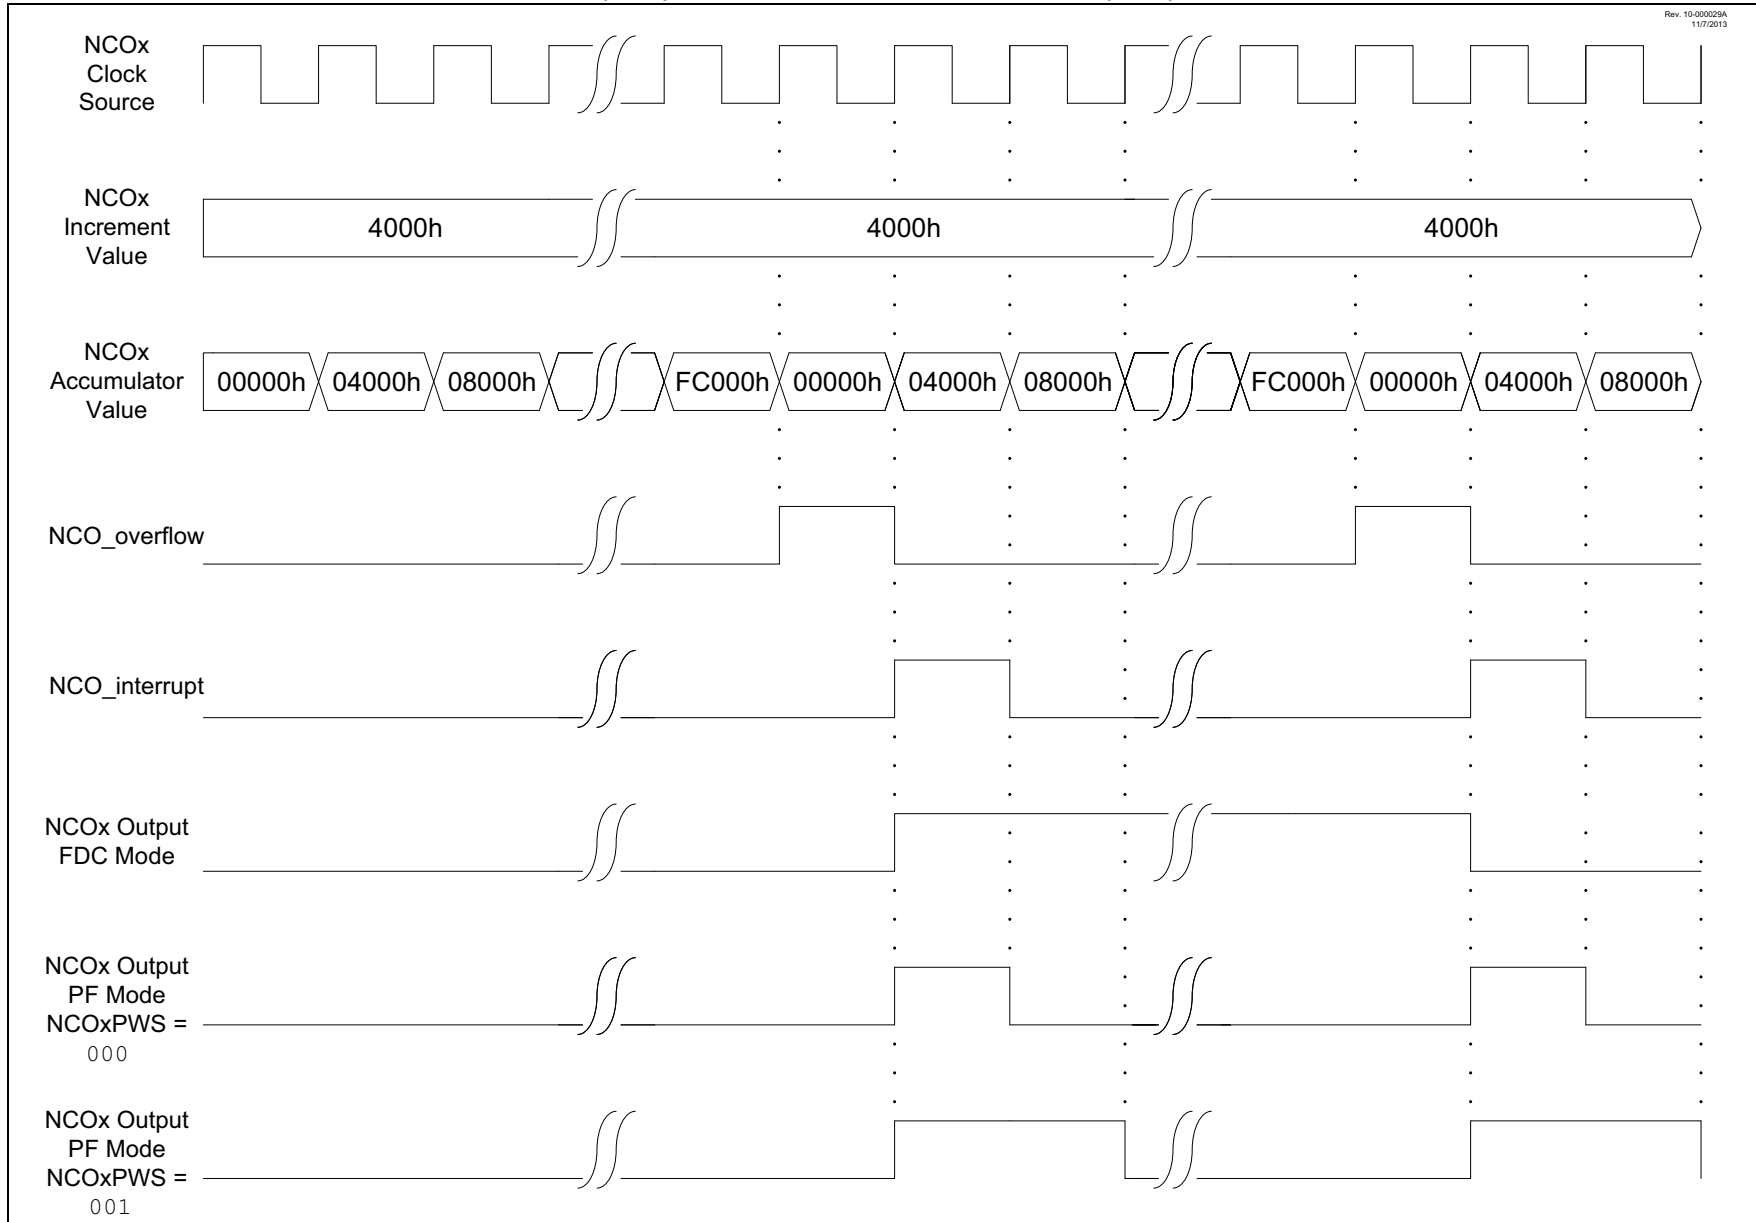 Rev. 10-000029A
11/7/2013
NCOx
Clock
Source
NCOx
Increment
Value
4000h
4000h
4000h
NCOx
Accumulator
Value
00000h
04000h
08000h
FC000h
00000h
04000h
08000h
FC000h
00000h
04000h
08000h
NCO_overflow
NCO_interrupt
NCOx Output
FDC Mode
NCOx Output
PF Mode
NCOxPWS =
000
NCOx Output
PF Mode
NCOxPWS =
001